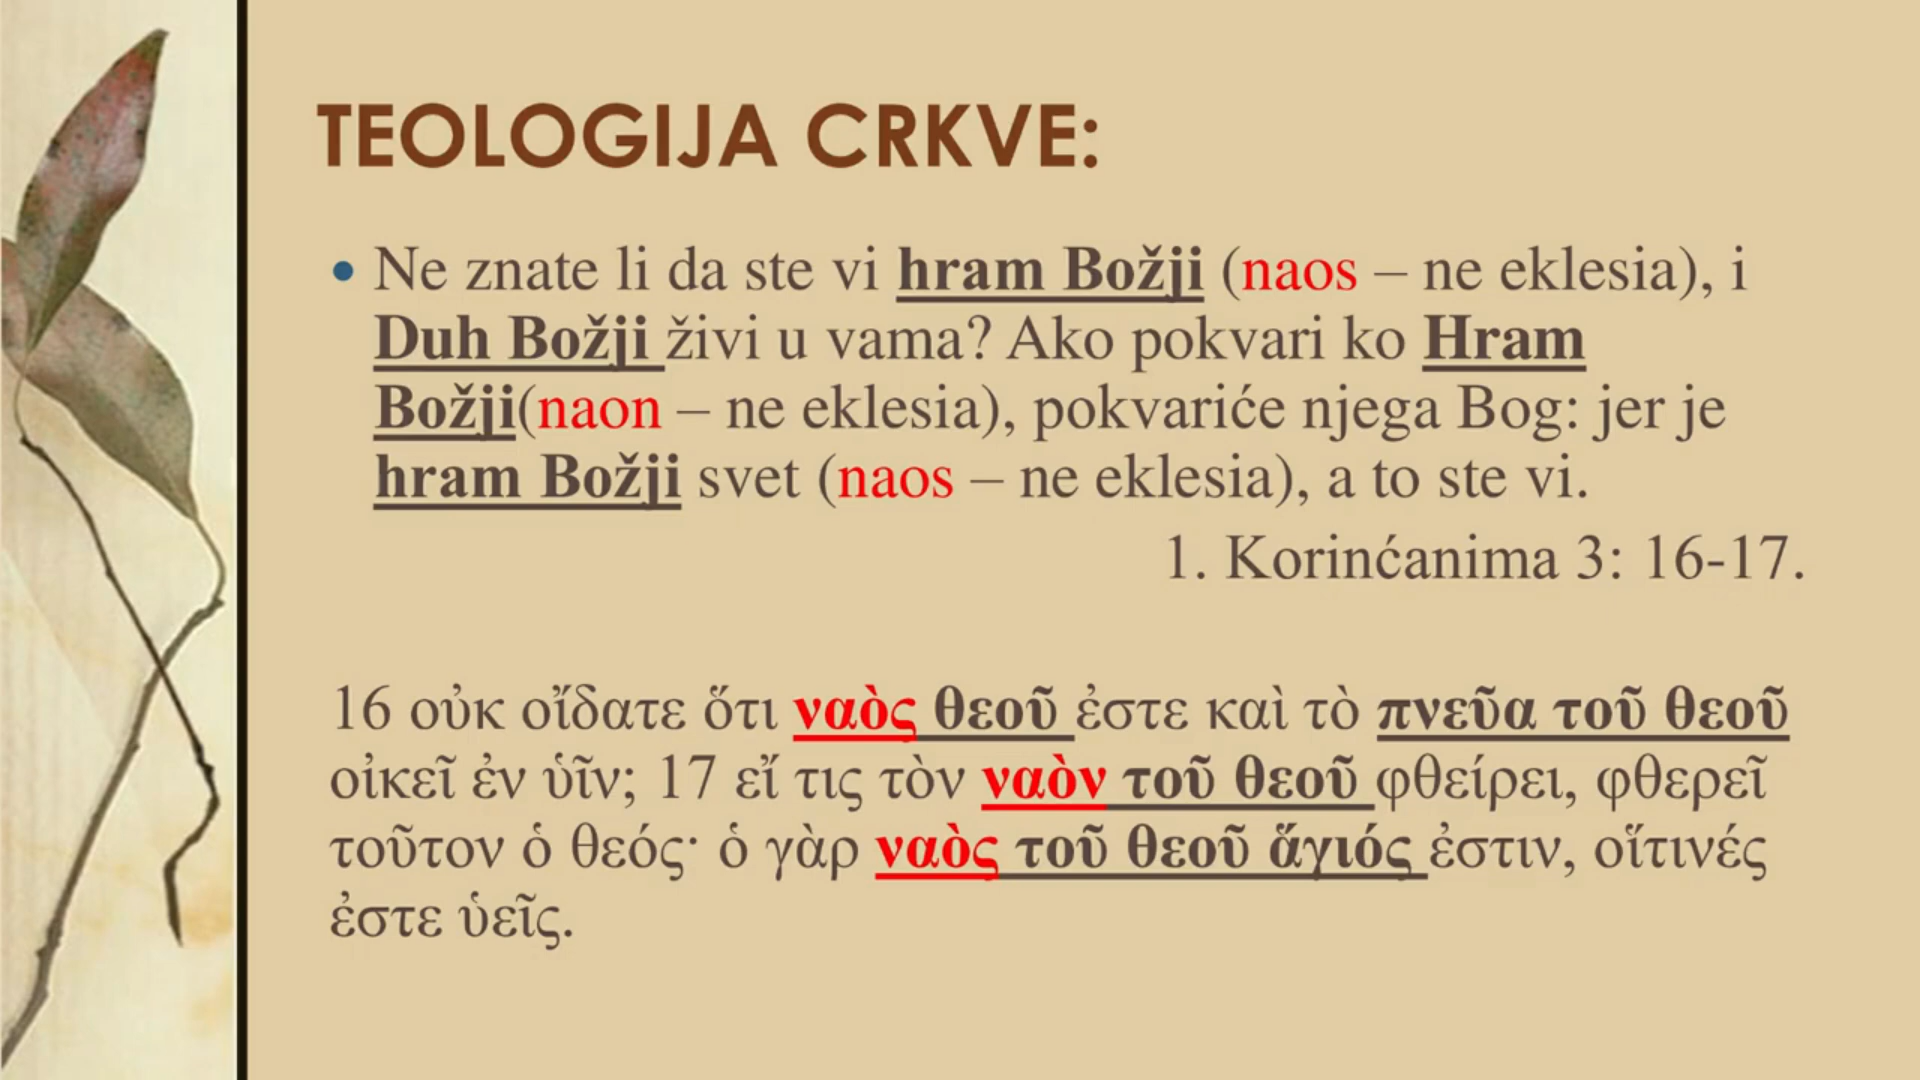 TEOLOGIJA CRKVE:
• Ne znate li da ste vi hram Božji (naos – ne eklesia), i
Duh Božji živi u vama? Ako pokvari ko Hram
Božji(naon – ne eklesia), pokvariće njega Bog: jer je
hram Božji svet (naos – ne eklesia), a to ste vi.
1. Korinćanima 3: 16-17.
16 οὐκ οἴδατε ὅτι ναὸς θεοῦ ἐστε καὶ τὸ πνεῦα τοῦ θεοῦ
οἰκεῖ ἐν ὑῖν; 17 εἴ τις τὸν ναὸν τοῦ θεοῦ φθείρει, φθερεῖ
τοῦτον ὁ θεός· ὁ γὰρ ναὸς τοῦ θεοῦ ἅγιός ἐστιν, οἵτινές
ἐστε ὑεῖς.